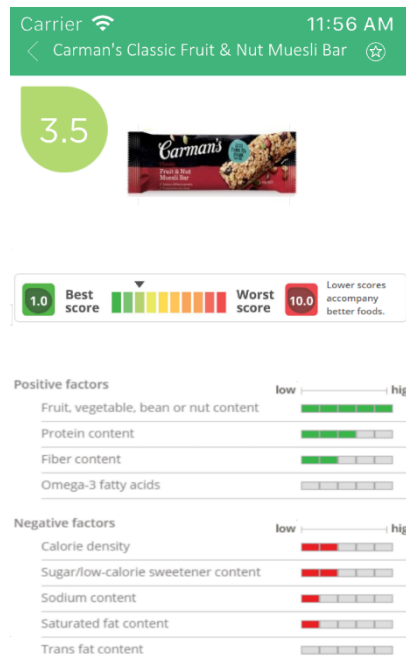 Carrier 11:56 AM
Carman's Classic Fruit & Nut Muesli Bar
3.5
Carman's
Fruit & Nut
Muesli Bar
1.0 Best score Worst score 10.0 Lower scores accompany better foods.
Positive factors
low hig
Fruit, vegetable, bean or nut content
Protein content
Fiber content
Omega-3 fatty acids
Negative factors
low hig
Calorie density
Sugar/low-calorie sweetener content
Sodium content
Saturated fat content
Trans fat content